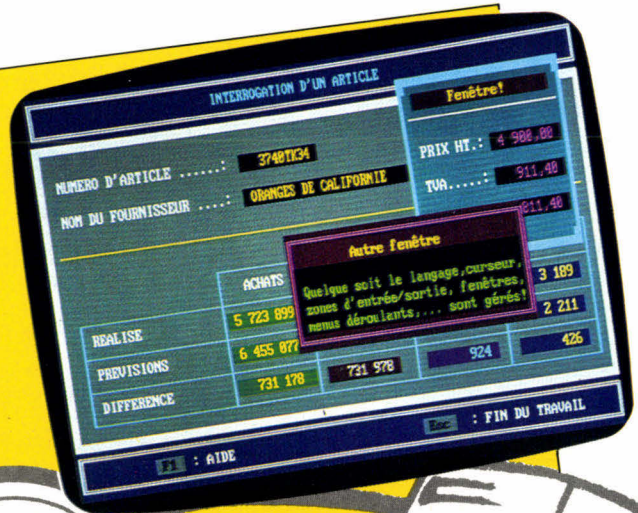 INTERROGATION D'UN ARTICLE
NUMERO D'ARTICLE ......: 3740TK34
NOM DU FOURNISSEUR ....: ORANGES DE CALIFORNIE
Fenêtre!
PRIX HT.: 4 900,00
TVA.....: 911,40
811,40
Autre fenêtre
Quelque soit le langage,curseur,
zones d'entrée/sortie, fenêtres,
menus déroulants,... sont gérés!
ACHATS
REALISE 5 723 899 3 189
PREVISIONS 6 455 077 2 211
DIFFERENCE 731 178 731 978 924 426
F1 : AIDE Esc : FIN DU TRAVAIL